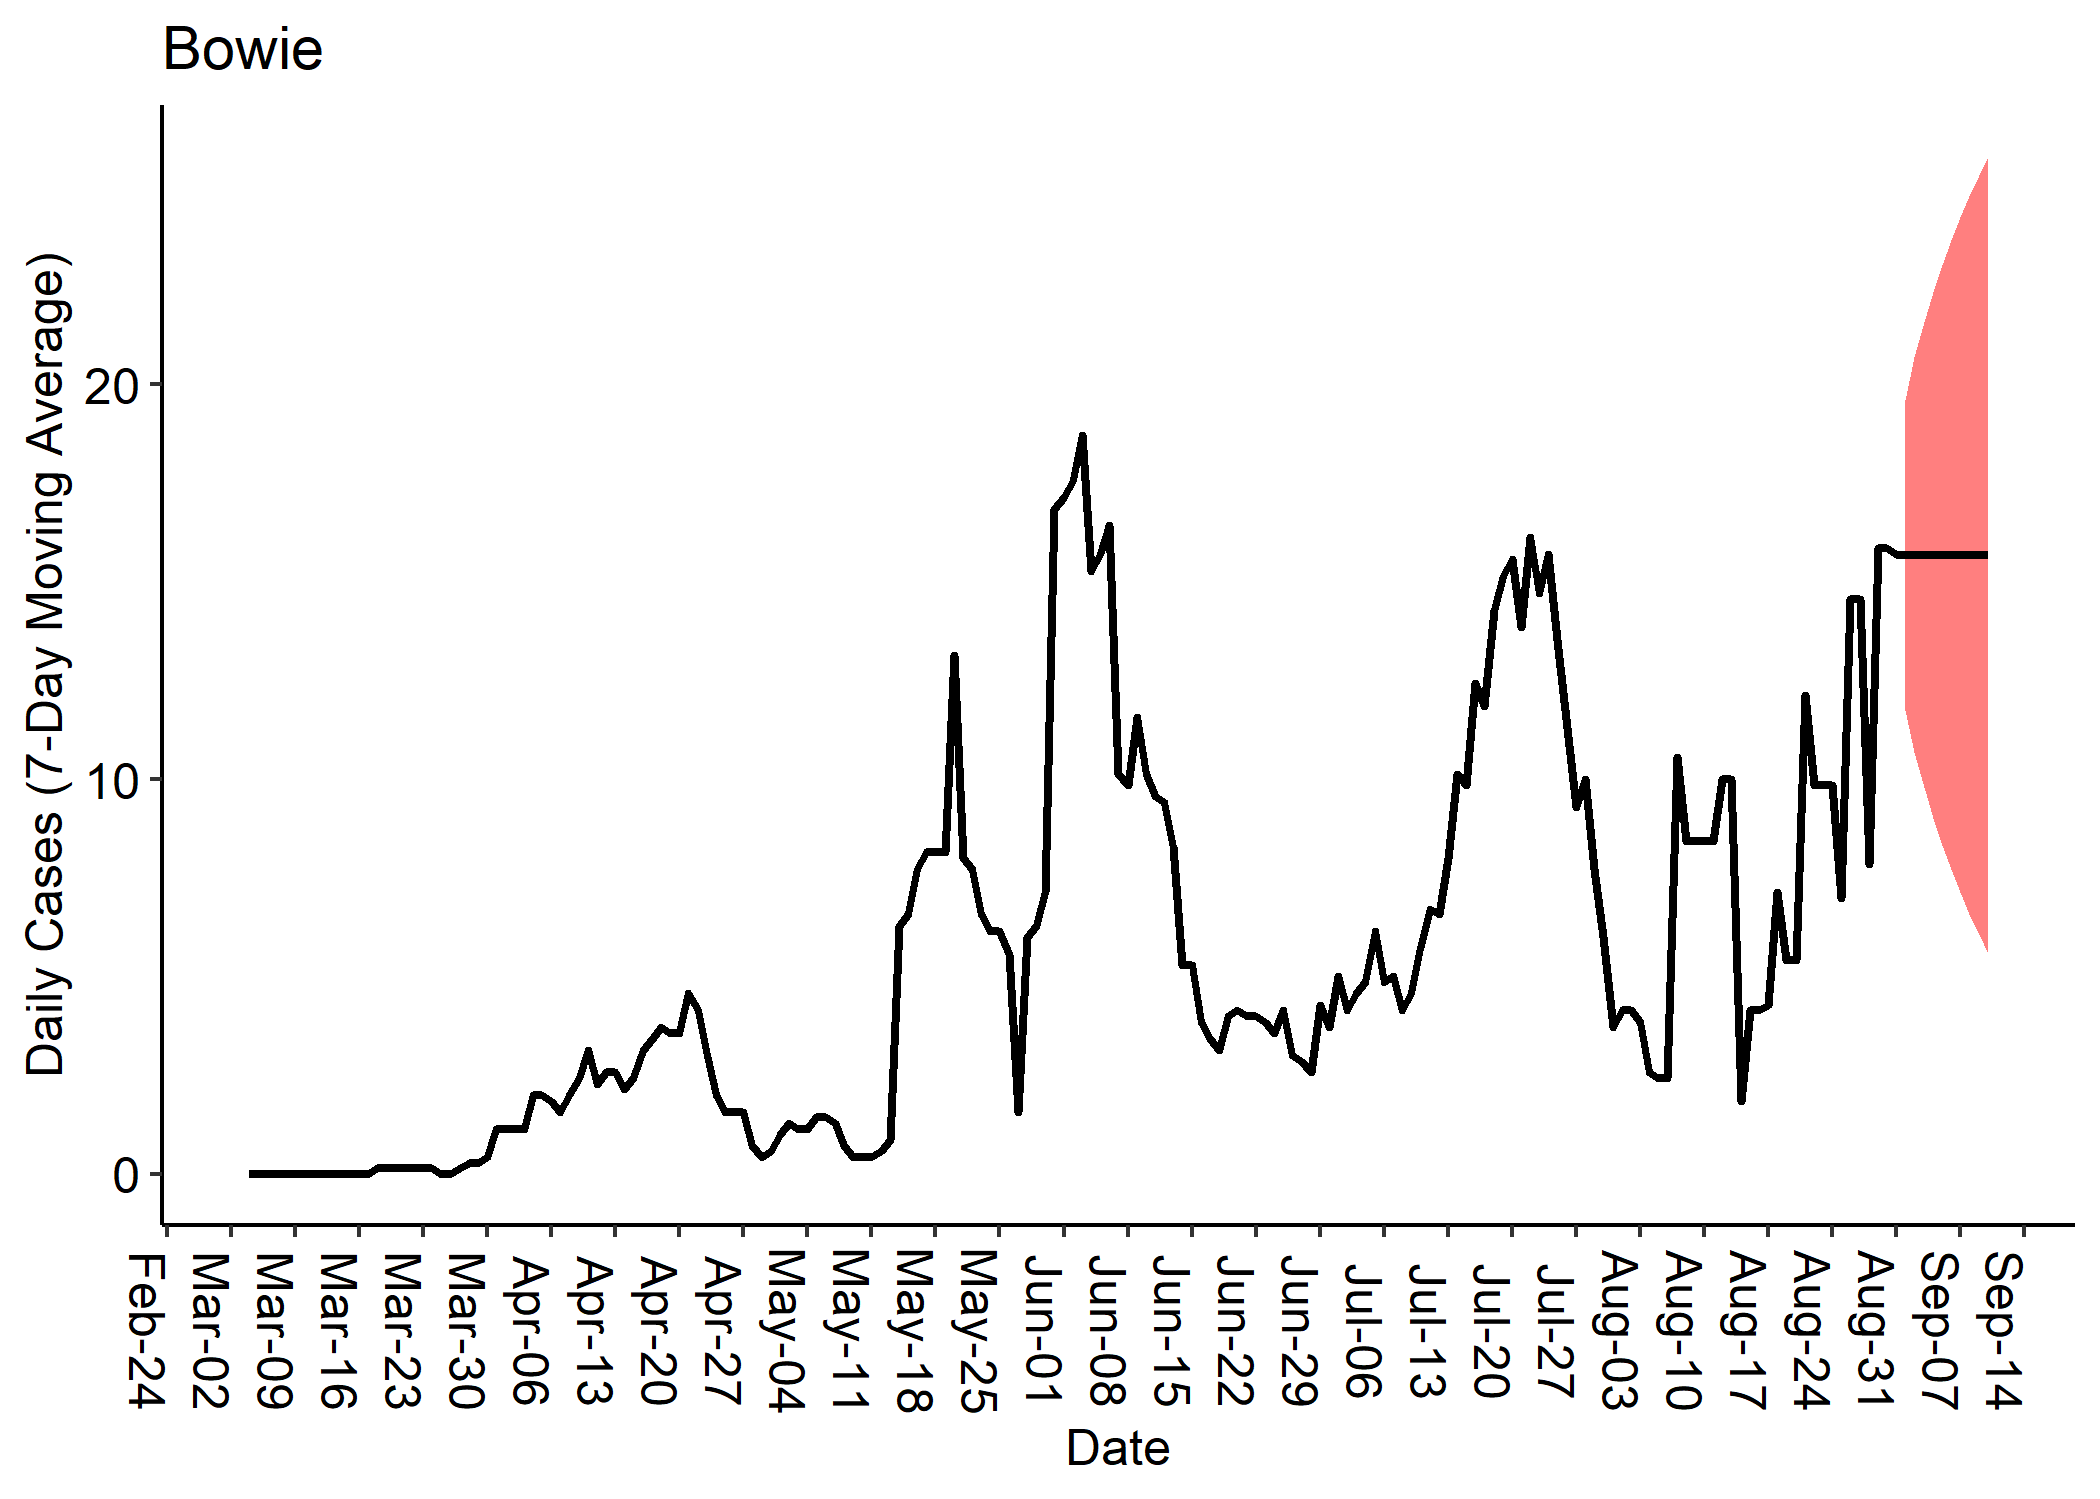 Bowie
Daily Cases (7-Day Moving Average)
20
10
0
Feb-24
Mar-02
Mar-09
Mar-16
Mar-23
Mar-30
Apr-06
Apr-13
Apr-20
Apr-27
May-04
May-11
May-18
May-25
Jun-01
Jun-08
Jun-15
Jun-22
Jun-29
Jul-06
Jul-13
Jul-20
Jul-27
Aug-03
Aug-10
Aug-17
Aug-24
Aug-31
Sep-07
Sep-14
Date